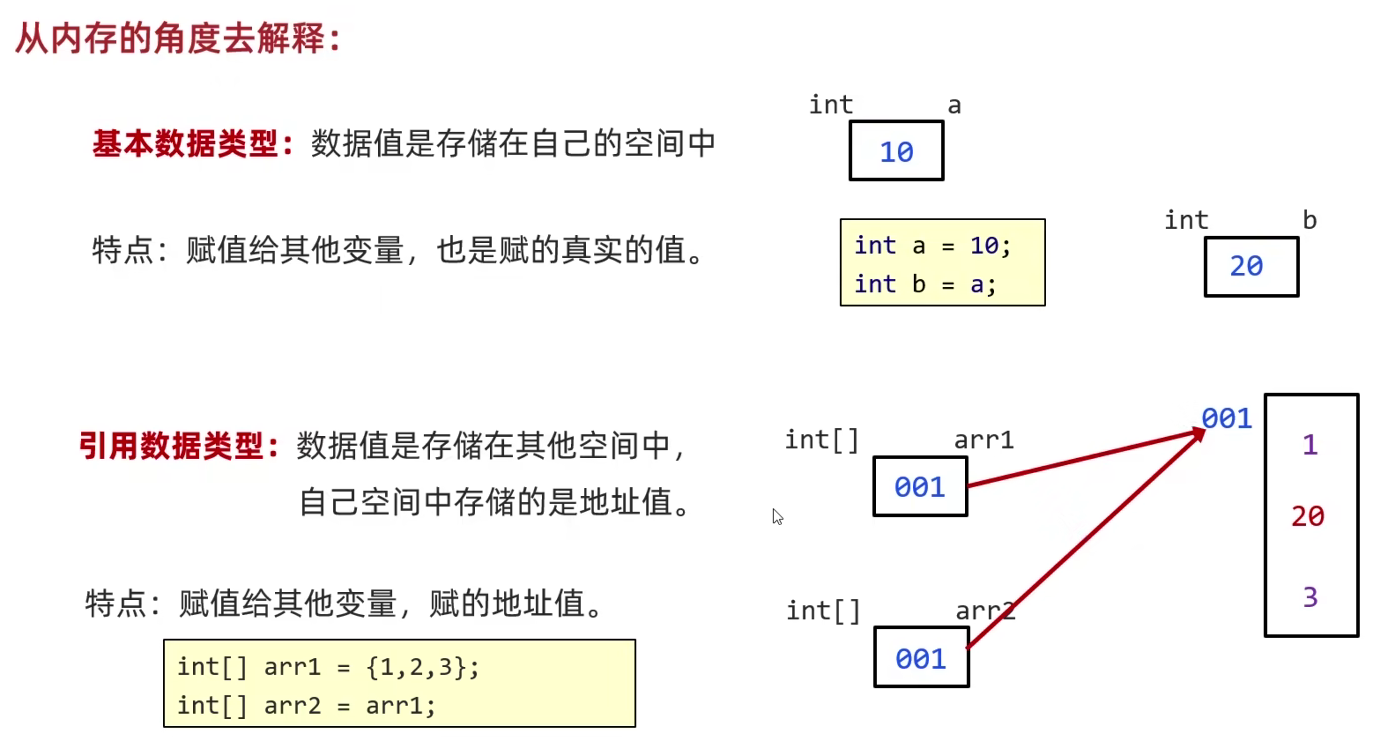 从内存的角度去解释：
int a
基本数据类型：数据值是存储在自己的空间中
10
int b
特点：赋值给其他变量，也是赋的真实的值。
int a = 10;
int b = a;
20
001
引用数据类型：数据值是存储在其他空间中，
自己空间中存储的是地址值。
int[] arr1
001
1
20
3
特点：赋值给其他变量，赋的地址值。
int[] arr2
001
int[] arr1 = {1,2,3};
int[] arr2 = arr1;